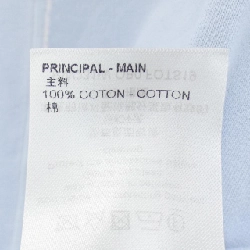 PRINCIPAL - MAIN
主料
100% COTON - COTTON
棉